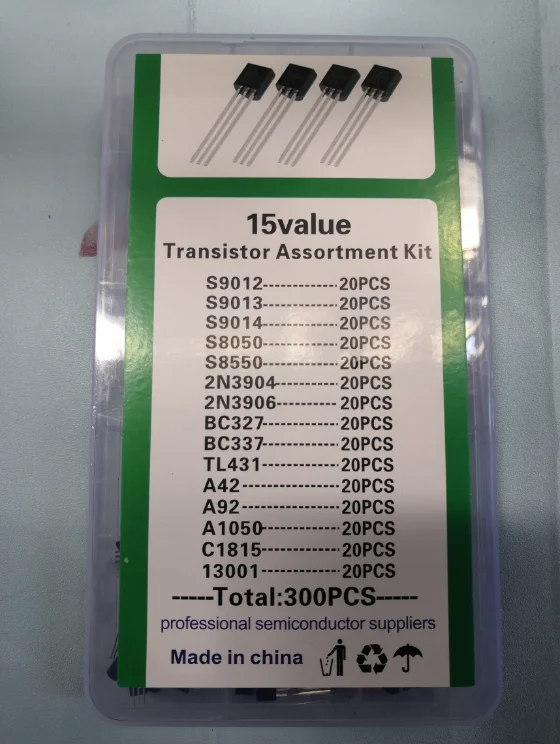 15value
Transistor Assortment Kit
S9012------------20PCS
S9013------------20PCS
S9014------------20PCS
S8050------------20PCS
S8550------------20PCS
2N3904----------20PCS
2N3906----------20PCS
BC327------------20PCS
BC337------------20PCS
TL431------------20PCS
A42----------------20PCS
A92----------------20PCS
A1050------------20PCS
C1815------------20PCS
13001------------20PCS
-----Total:300PCS-----
professional semiconductor suppliers
Made in china